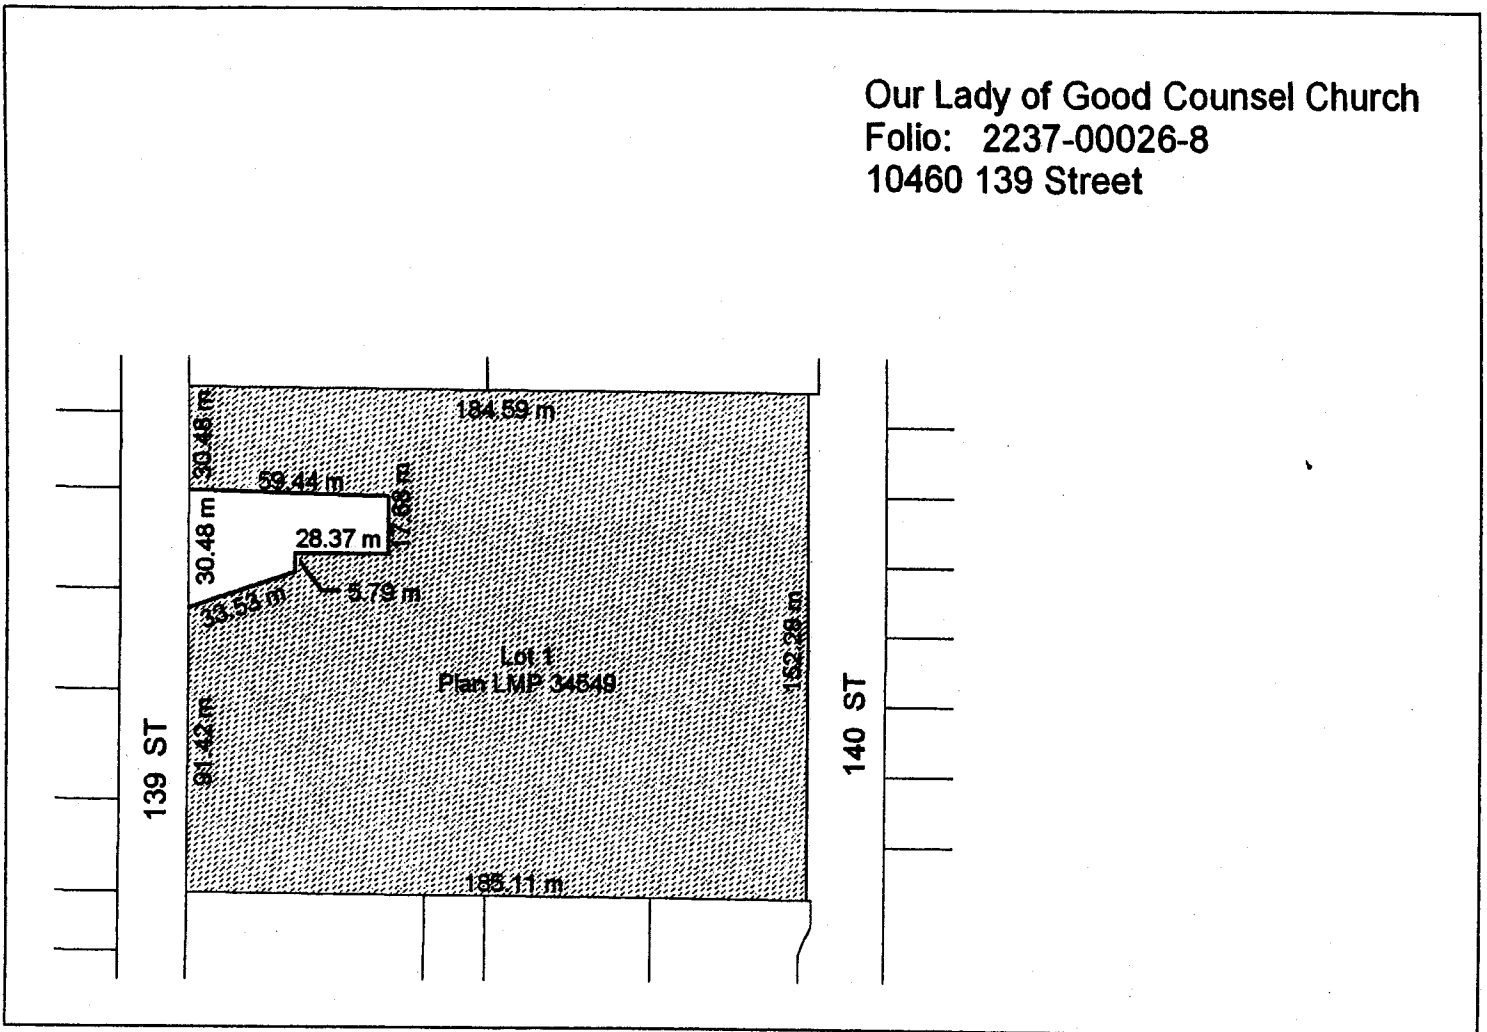 Our Lady of Good Counsel Church
Folio: 2237-00026-8
10460 139 Street
184.59 m
30.48 m
59.44 m
17.68 m
30.48 m
28.37 m
5.79 m
33.53 m
152.28 m
Lot 1
Plan LMP 34549
91.42 m
139 ST
140 ST
185.11 m